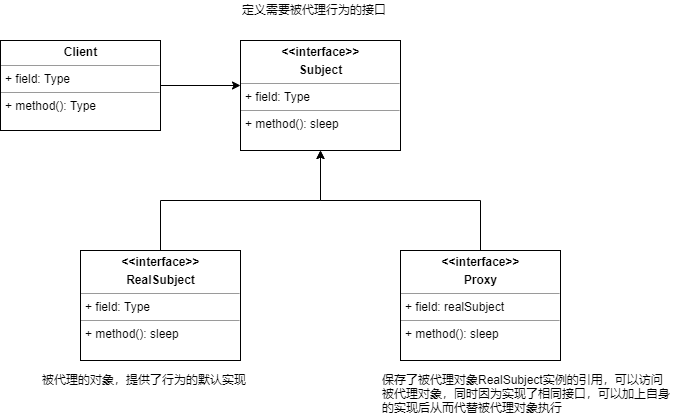 定义需要被代理行为的接口
Client
+ field: Type
+ method(): Type
<<interface>>
Subject
+ field: Type
+ method(): sleep
<<interface>>
RealSubject
+ field: Type
+ method(): sleep
<<interface>>
Proxy
+ field: realSubject
+ method(): sleep
被代理的对象，提供了行为的默认实现
保存了被代理对象RealSubject实例的引用，可以访问
被代理对象，同时因为实现了相同接口，可以加上自身
的实现后从而代替被代理对象执行